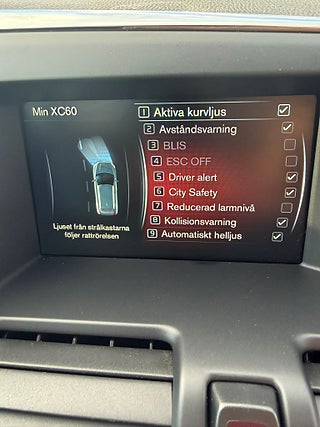 Min XC60
1 Aktiva kurvljus
2 Avståndsvarning
3 BLIS
4 ESC OFF
5 Driver alert
6 City Safety
7 Reducerad larmnivå
8 Kollisionsvarning
9 Automatiskt helljus
Ljuset från strålkastarna
följer rattrörelsen